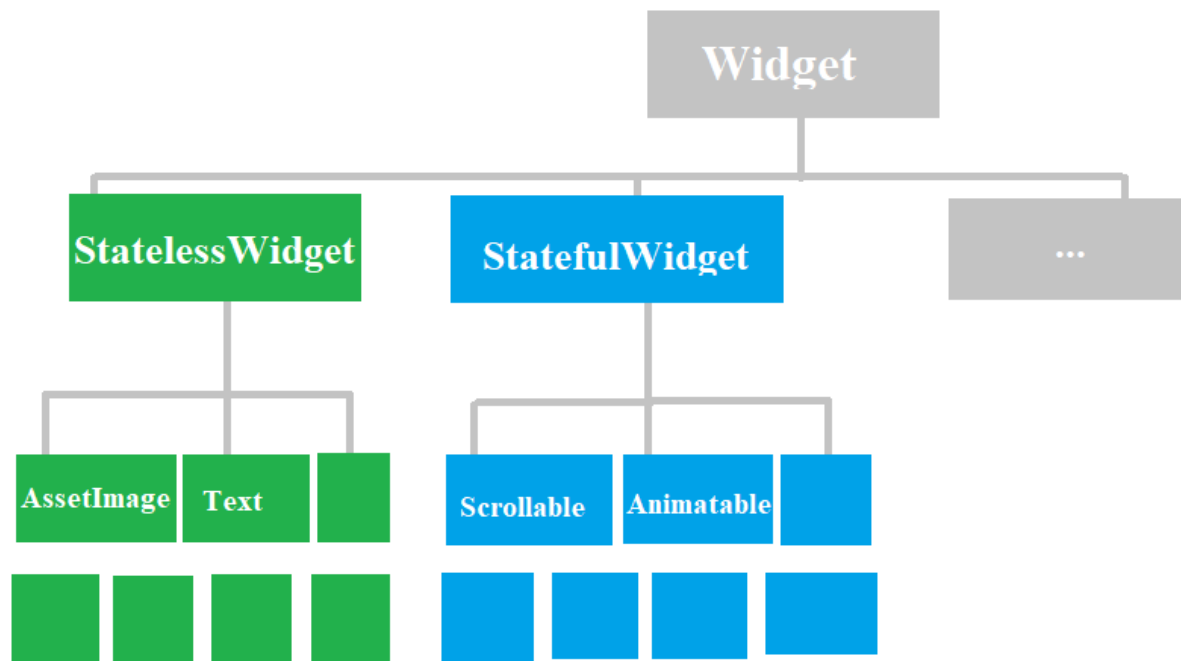 Widget
StatelessWidget
StatefulWidget
...
AssetImage
Text
Scrollable
Animatable